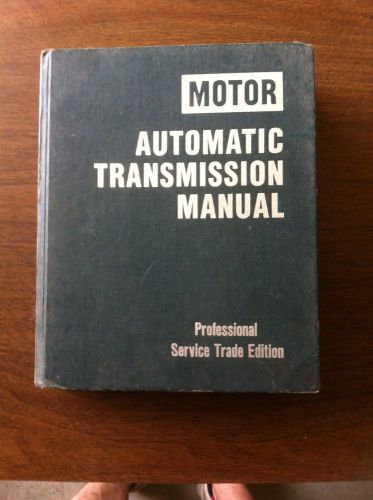 MOTOR
AUTOMATIC
TRANSMISSION
MANUAL
Professional
Service Trade Edition